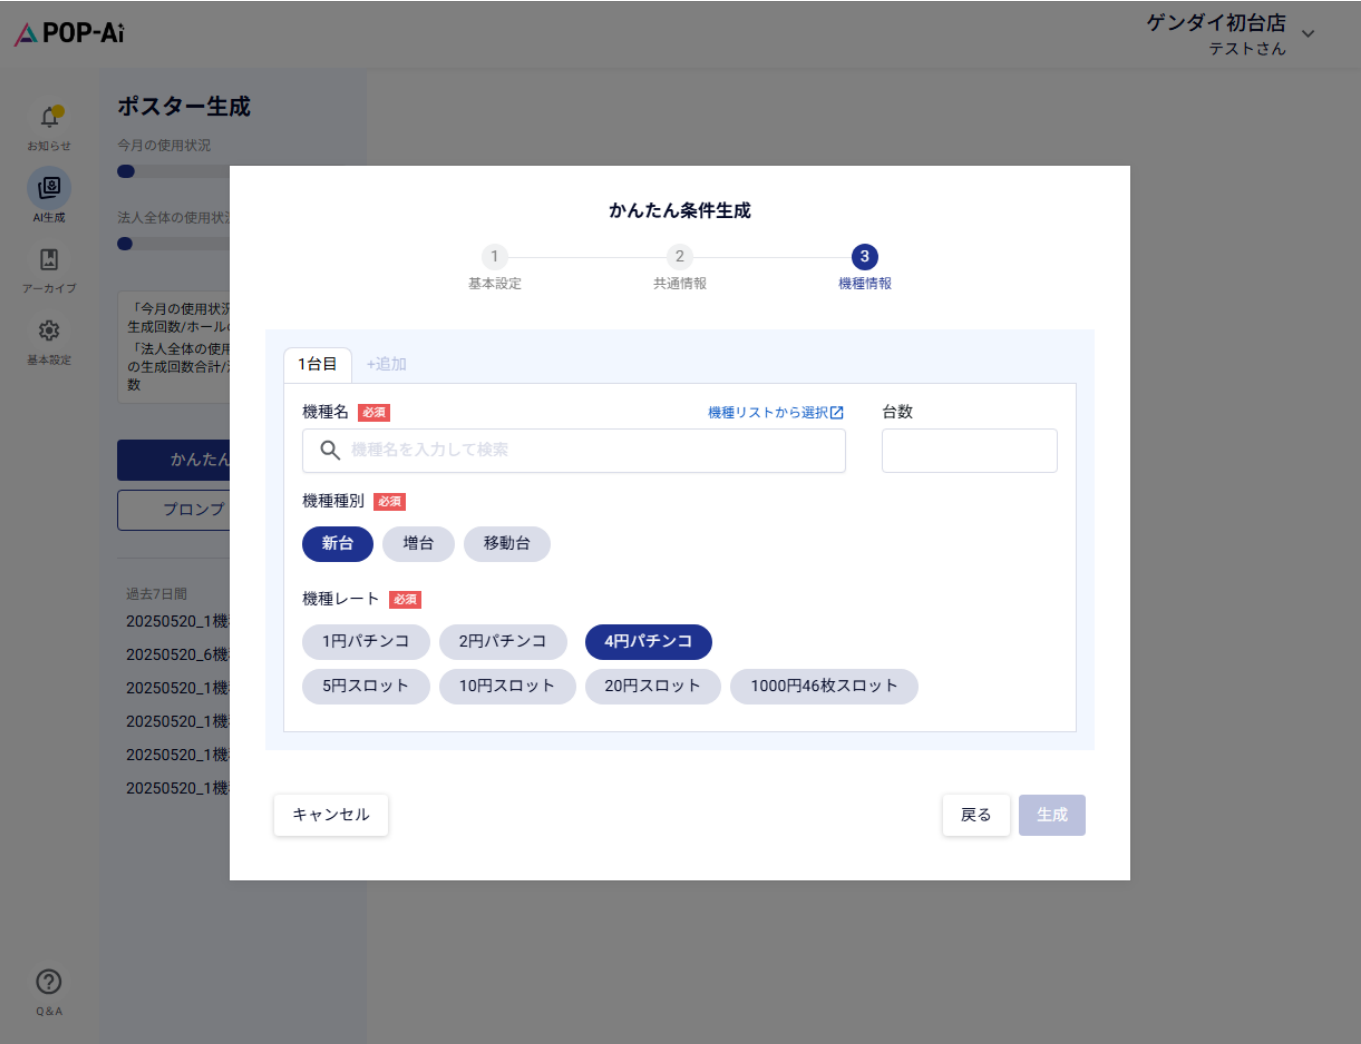 POP-Ai
ゲンダイ初台店
テストさん
お知らせ
AI生成
アーカイブ
基本設定
Q&A
ポスター生成
今月の使用状況
法人全体の使用状況
「今月の使用状況
生成回数/ホールの
「法人全体の使用
の生成回数合計/
数
かんたん
プロンプ
過去7日間
20250520_1機
20250520_6機
20250520_1機
20250520_1機
20250520_1機
20250520_1機
かんたん条件生成
1
2
3
基本設定
共通情報
機種情報
1台目 +追加
機種名 必須 機種リストから選択 台数
機種名を入力して検索
機種種別 必須
新台 増台 移動台
機種レート 必須
1円パチンコ 2円パチンコ 4円パチンコ
5円スロット 10円スロット 20円スロット 1000円46枚スロット
キャンセル 戻る 生成